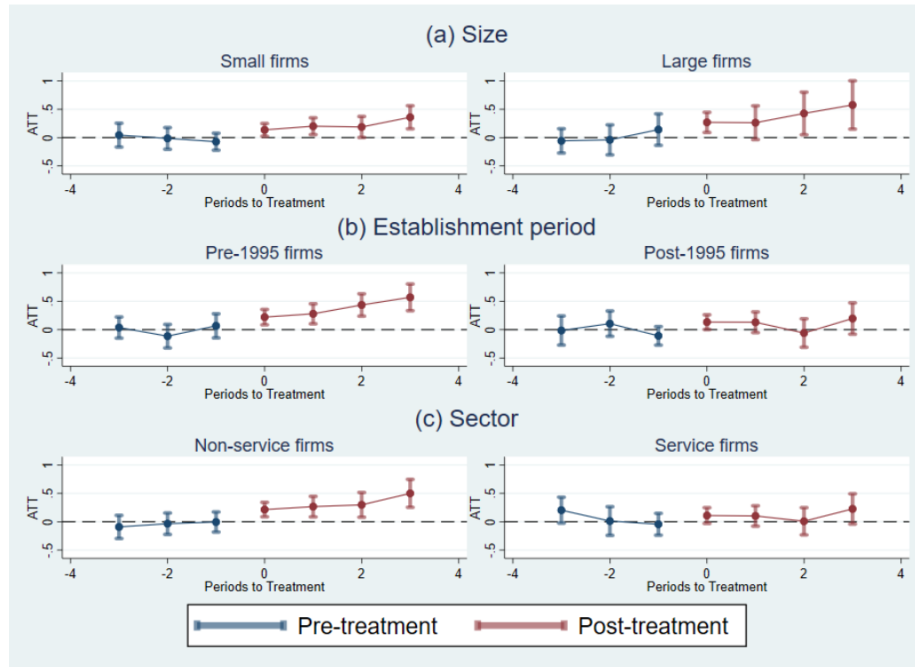 (a) Size
Small firms
Large firms
ATT
1
.5
0
-.5
-4
-2
0
2
4
Periods to Treatment
ATT
1
.5
0
-.5
-4
-2
0
2
4
Periods to Treatment
(b) Establishment period
Pre-1995 firms
Post-1995 firms
ATT
1
.5
0
-.5
-4
-2
0
2
4
Periods to Treatment
ATT
1
.5
0
-.5
-4
-2
0
2
4
Periods to Treatment
(c) Sector
Non-service firms
Service firms
ATT
1
.5
0
-.5
-4
-2
0
2
4
Periods to Treatment
ATT
1
.5
0
-.5
-4
-2
0
2
4
Periods to Treatment
Pre-treatment
Post-treatment